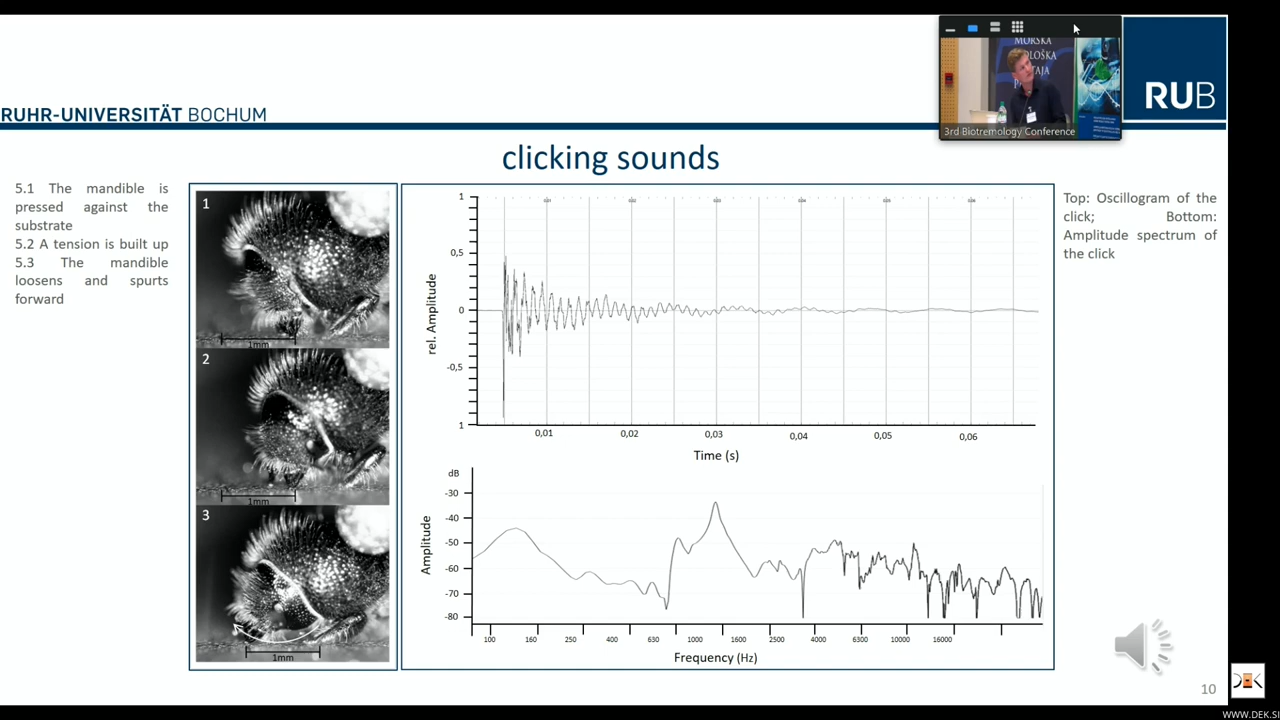 RUHR-UNIVERSITÄT BOCHUM
MORSKA
BIOLOŠKA
3rd Biotremology Conference
RUB
clicking sounds
5.1 The mandible is
pressed against the
substrate
5.2 A tension is built up
5.3 The mandible
loosens and spurts
forward
1
1mm
2
1mm
3
1mm
rel. Amplitude
1
0,5
0
-0,5
1
0,01
0,02
0,03
0,04
0,05
0,06
Time (s)
Amplitude
dB
-30
-40
-50
-60
-70
-80
100
160
250
400
630
1000
1600
2500
4000
6300
10000
16000
Frequency (Hz)
Top: Oscillogram of the
click; Bottom:
Amplitude spectrum of
the click
10
DEK
WWW.DEK.SI